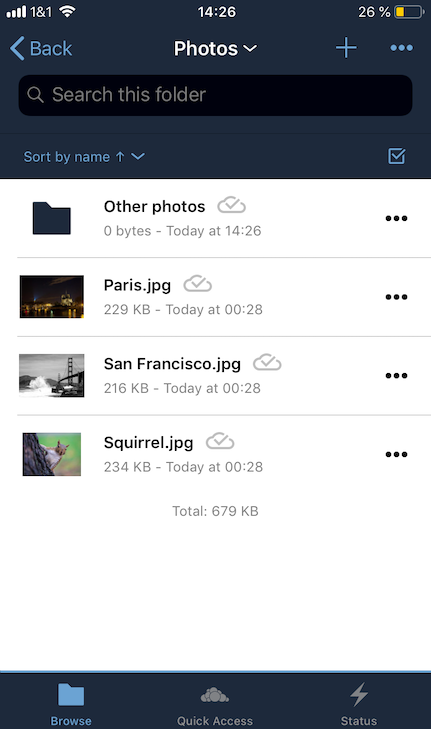 1&1 14:26 26 %
Back Photos
Search this folder
Sort by name ↑
Other photos
0 bytes - Today at 14:26
Paris.jpg
229 KB - Today at 00:28
San Francisco.jpg
216 KB - Today at 00:28
Squirrel.jpg
234 KB - Today at 00:28
Total: 679 KB
Browse Quick Access Status